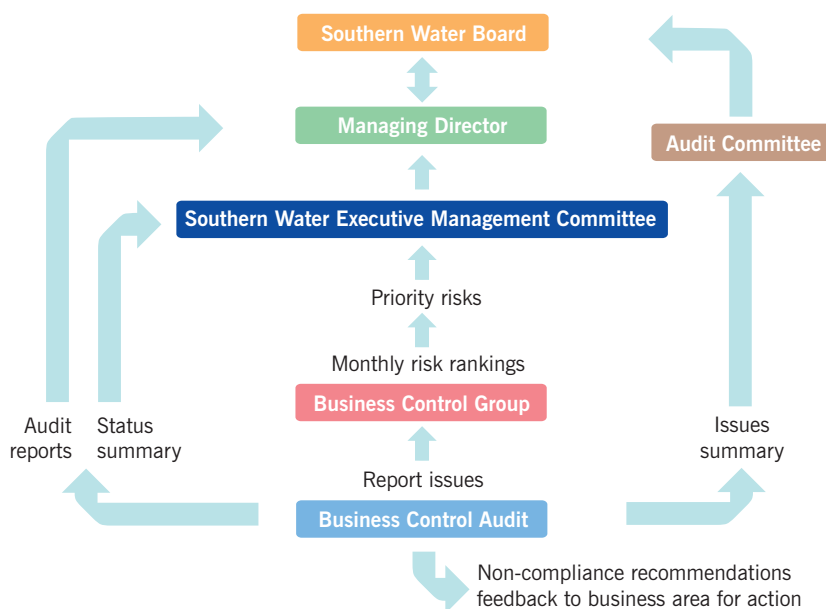 Southern Water Board
Managing Director
Audit Committee
Southern Water Executive Management Committee
Priority risks
Monthly risk rankings
Business Control Group
Audit
reports
Status
summary
Issues
summary
Report issues
Business Control Audit
Non-compliance recommendations
feedback to business area for action